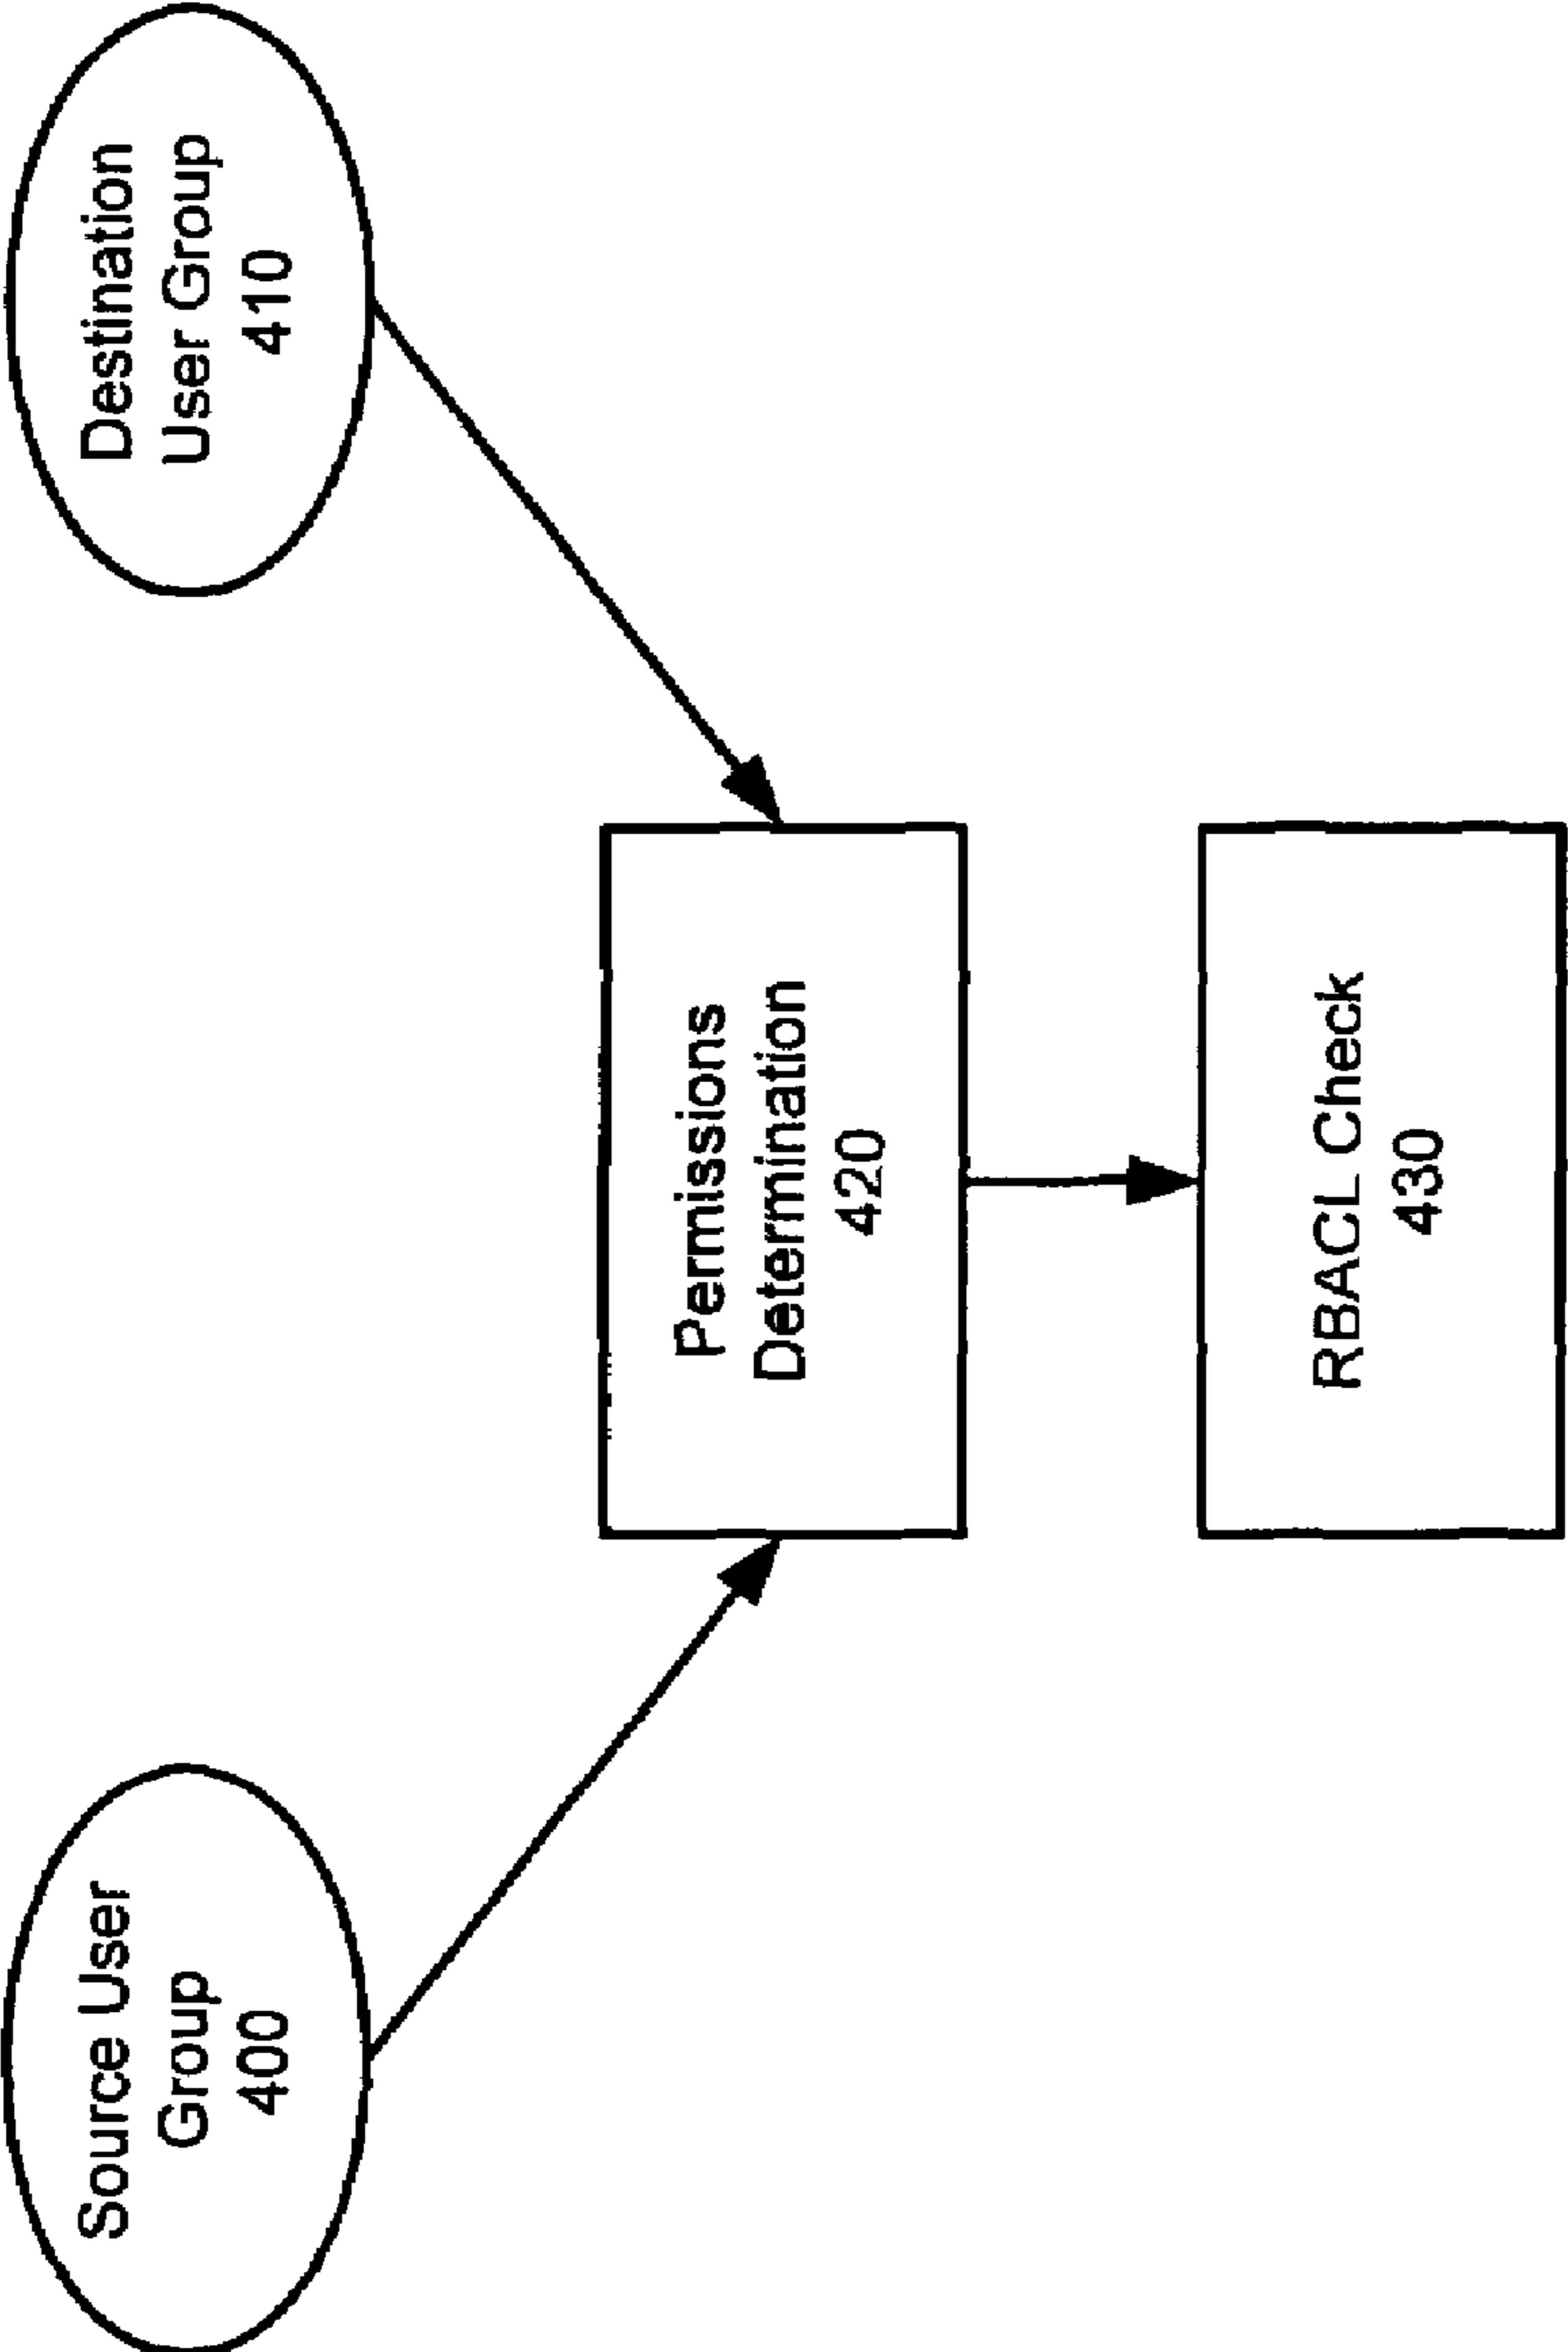 Source User
Group
400
Destination
User Group
410
Permissions
Determination
420
RBACL Check
430